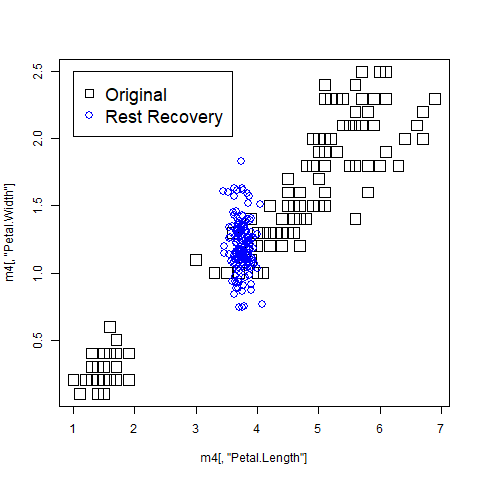 Original
Rest Recovery
2.5
2.0
1.5
1.0
0.5
m4[, "Petal.Width"]
1 2 3 4 5 6 7
m4[, "Petal.Length"]